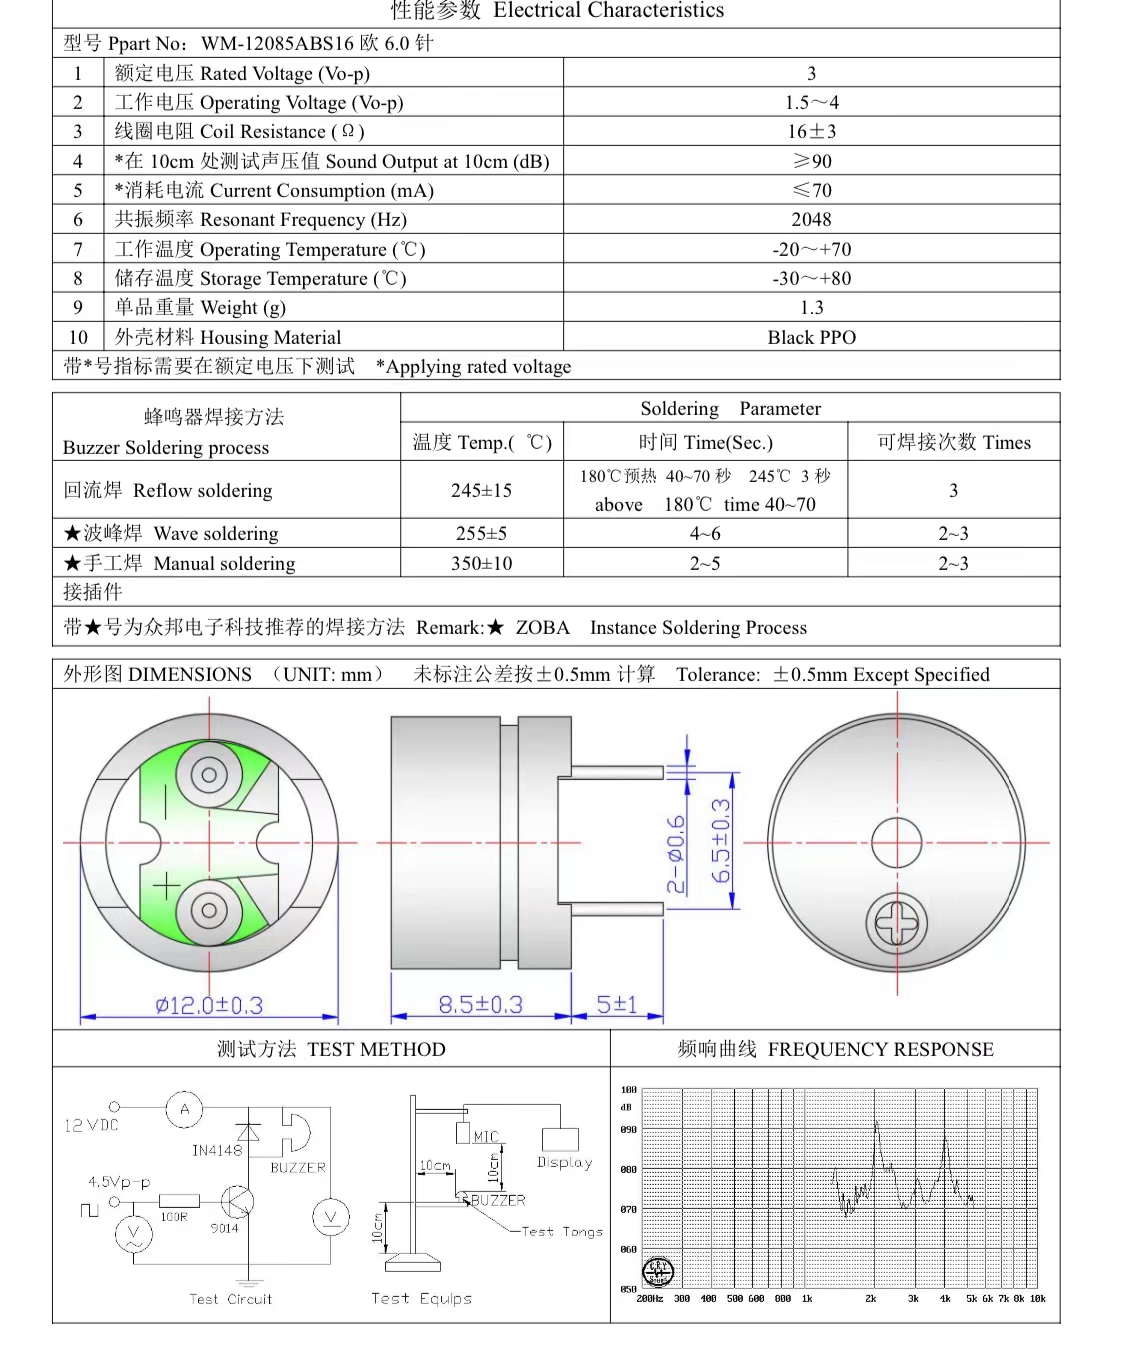 性能参数 Electrical Characteristics
型号 Ppart No：WM-12085ABS16 欧 6.0 针
1 额定电压 Rated Voltage (Vo-p) 3
2 工作电压 Operating Voltage (Vo-p) 1.5～4
3 线圈电阻 Coil Resistance ( Ω ) 16±3
4 *在 10cm 处测试声压值 Sound Output at 10cm (dB) ≥90
5 *消耗电流 Current Consumption (mA) ≤70
6 共振频率 Resonant Frequency (Hz) 2048
7 工作温度 Operating Temperature (℃) -20～+70
8 储存温度 Storage Temperature (℃) -30～+80
9 单品重量 Weight (g) 1.3
10 外壳材料 Housing Material Black PPO
带*号指标需要在额定电压下测试 *Applying rated voltage
蜂鸣器焊接方法
Buzzer Soldering process
Soldering Parameter
温度 Temp.( ℃) 时间 Time(Sec.) 可焊接次数 Times
回流焊 Reflow soldering 245±15
180℃预热 40~70 秒 245℃ 3 秒
above 180℃ time 40~70
3
★波峰焊 Wave soldering 255±5 4~6 2~3
★手工焊 Manual soldering 350±10 2~5 2~3
接插件
带★号为众邦电子科技推荐的焊接方法 Remark:★ ZOBA Instance Soldering Process
外形图 DIMENSIONS （UNIT: mm） 未标注公差按±0.5mm 计算 Tolerance: ±0.5mm Except Specified
2-Ø0.6
6.5±0.3
Ø12.0±0.3
8.5±0.3
5±1
测试方法 TEST METHOD
12VDC
A
IN4148
BUZZER
4.5Vp-p
100R
9014
V
V
Test Circuit
MIC
Display
10cm
10cm
BUZZER
10cm
Test Tongs
Test Equips
频响曲线 FREQUENCY RESPONSE
100
dB
090
080
070
060
050
200Hz 300 400 500 600 800 1k 2k 3k 4k 5k 6k 7k 8k 10k